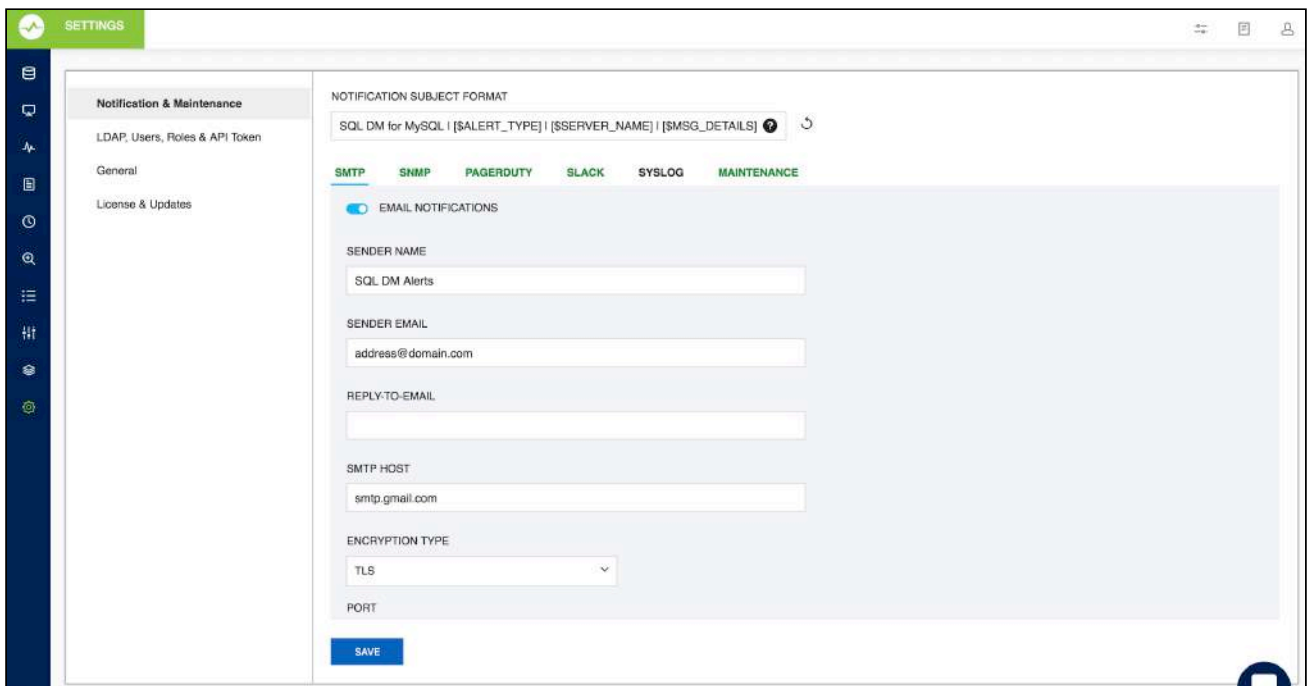 SETTINGS
Notification & Maintenance
LDAP, Users, Roles & API Token
General
License & Updates
NOTIFICATION SUBJECT FORMAT
SQL DM for MySQL | [$ALERT_TYPE] | [$SERVER_NAME] | [$MSG_DETAILS] ?
SMTP SNMP PAGERDUTY SLACK SYSLOG MAINTENANCE
EMAIL NOTIFICATIONS
SENDER NAME
SQL DM Alerts
SENDER EMAIL
address@domain.com
REPLY-TO-EMAIL
SMTP HOST
smtp.gmail.com
ENCRYPTION TYPE
TLS
PORT
SAVE